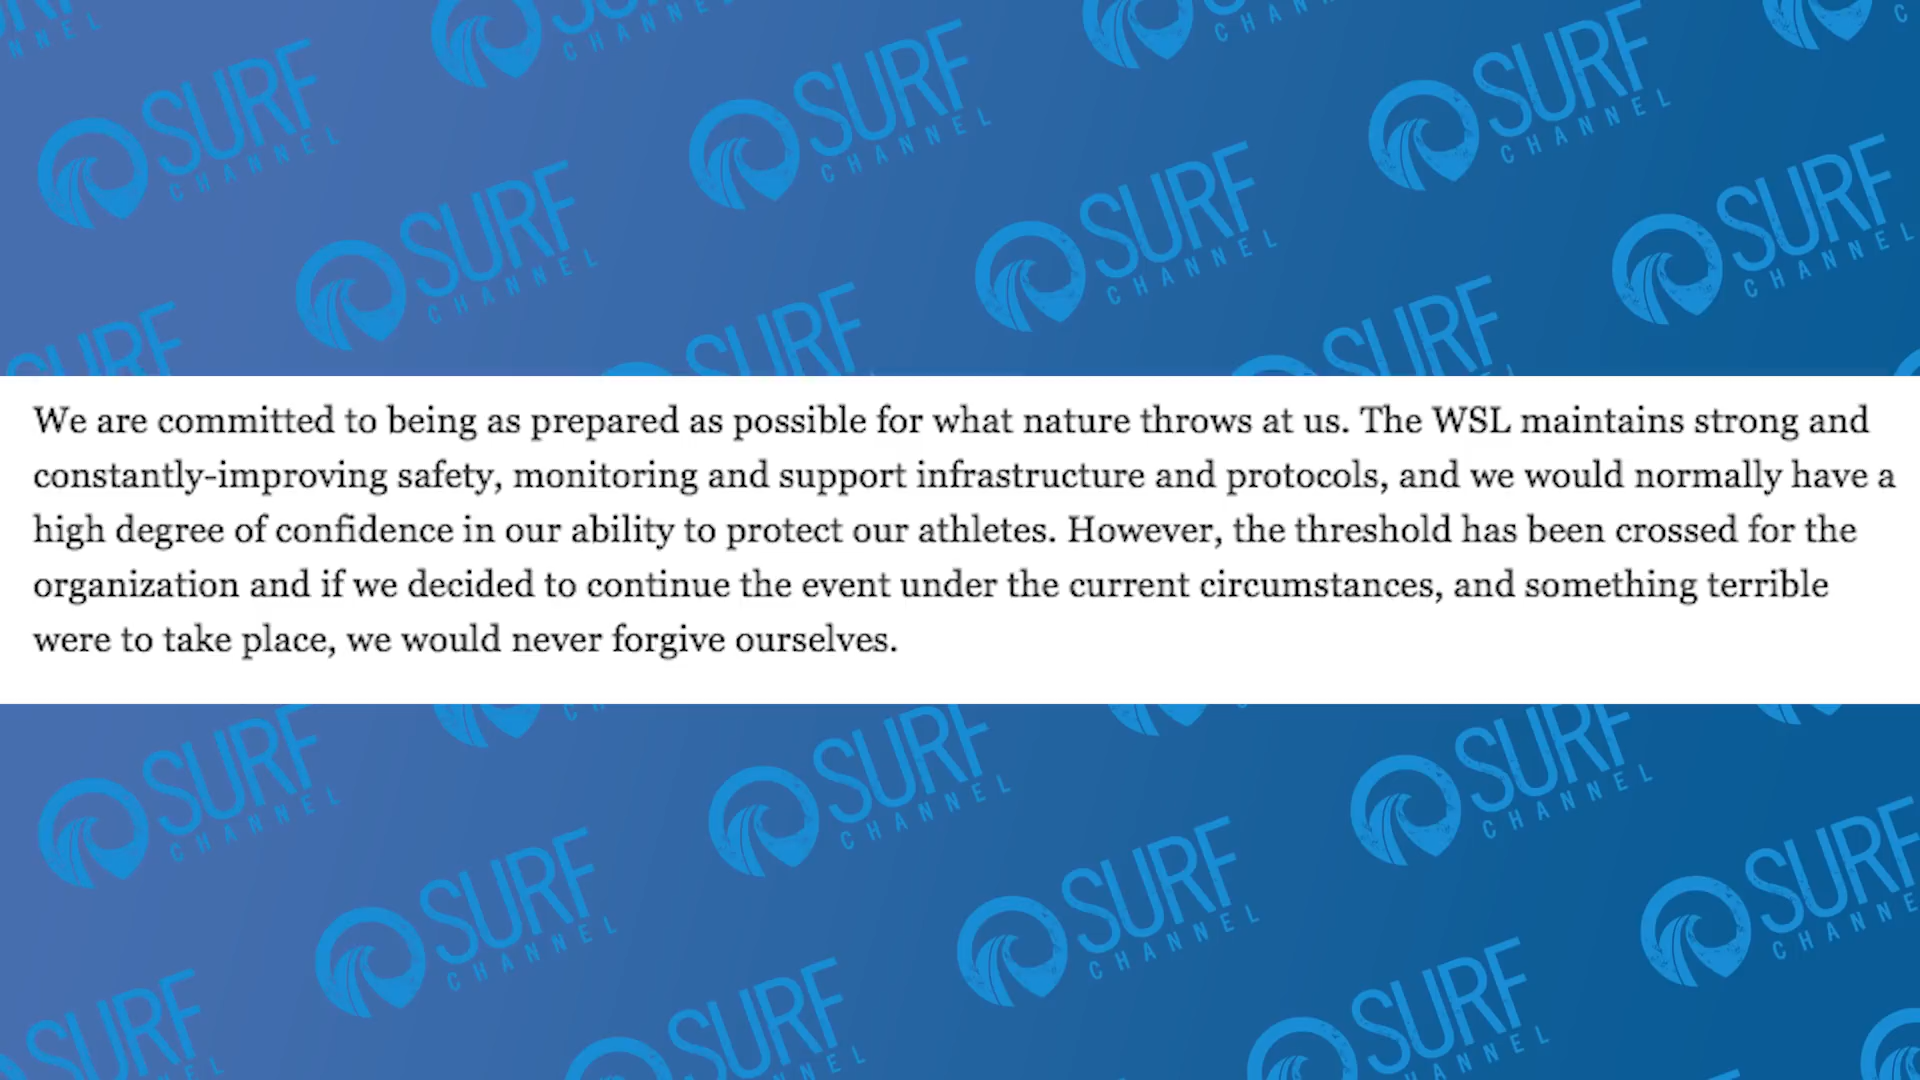 We are committed to being as prepared as possible for what nature throws at us. The WSL maintains strong and
constantly-improving safety, monitoring and support infrastructure and protocols, and we would normally have a
high degree of confidence in our ability to protect our athletes. However, the threshold has been crossed for the
organization and if we decided to continue the event under the current circumstances, and something terrible
were to take place, we would never forgive ourselves.
SURF
CHANNEL